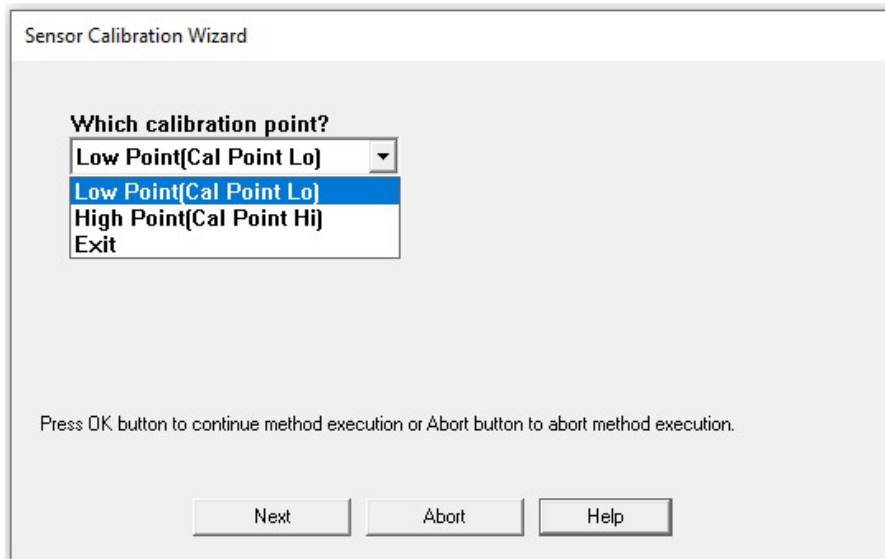 Sensor Calibration Wizard
Which calibration point?
Low Point(Cal Point Lo)
Low Point(Cal Point Lo)
High Point(Cal Point Hi)
Exit
Press OK button to continue method execution or Abort button to abort method execution.
Next Abort Help